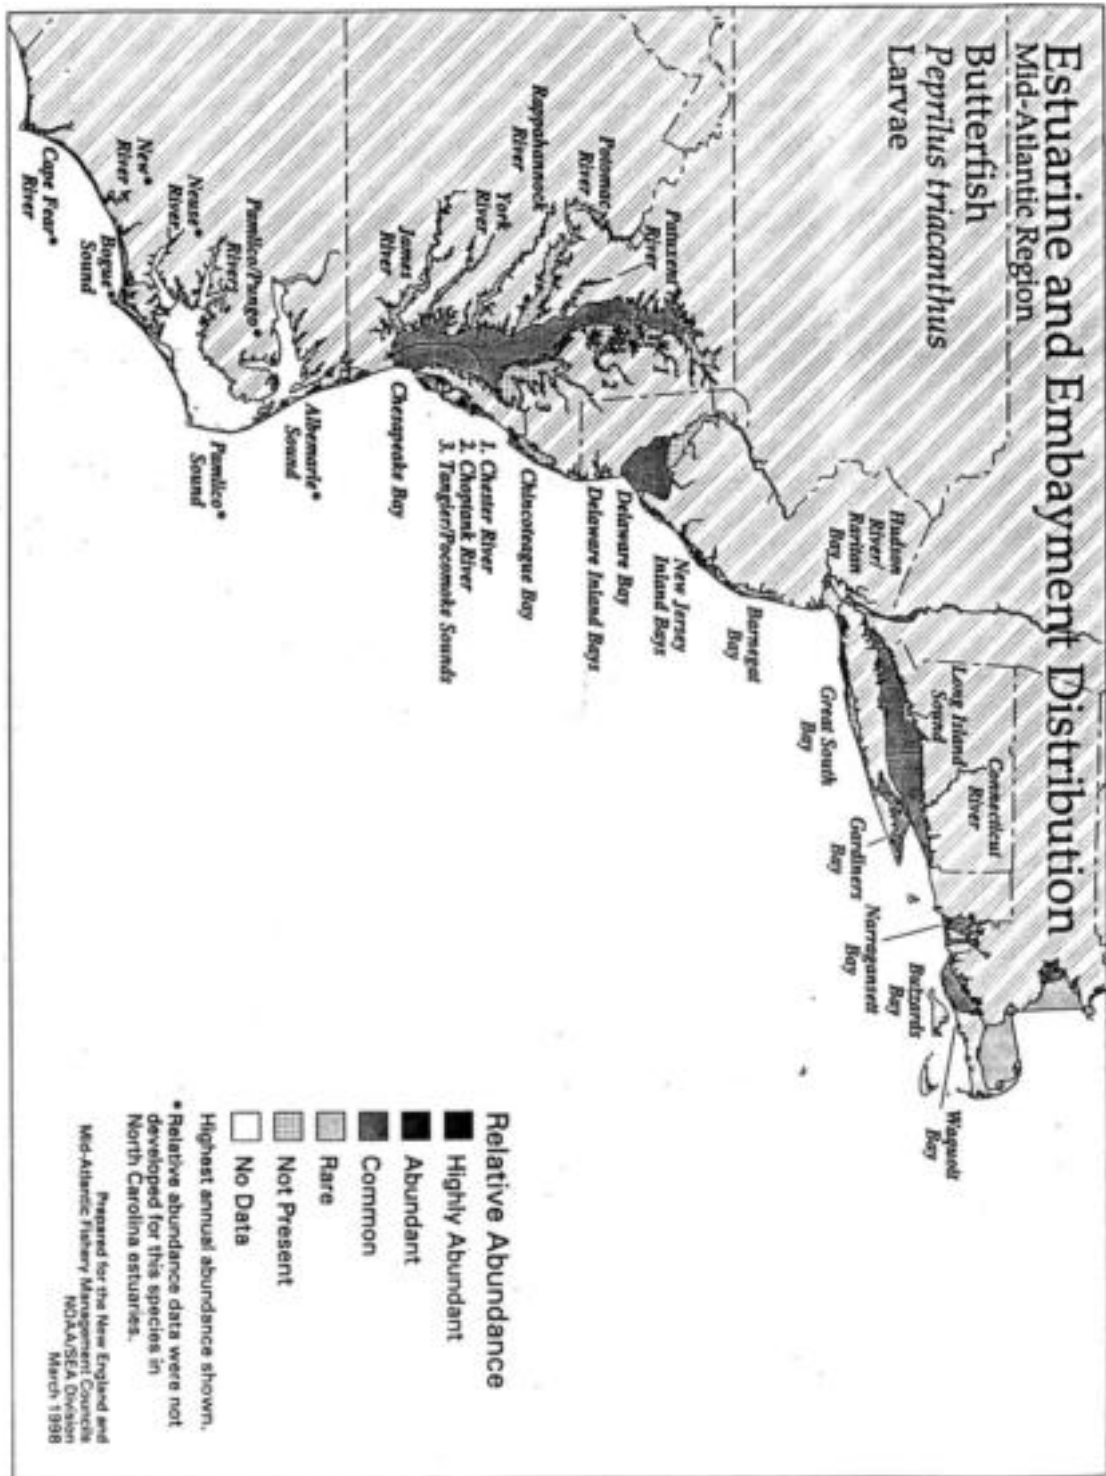 Estuarine and Embayment Distribution
Mid-Atlantic Region
Butterfish
Peprilus triacanthus
Larvae
Hudson
River/
Raritan
Bay
Long Island
Sound
Connecticut
River
Great South
Bay
Gardiners
Bay
Narragansett
Bay
Buzzards
Bay
Waquoit
Bay
Barnegat
Bay
New Jersey
Inland Bays
Delaware Bay
Delaware Inland Bays
Chincoteague Bay
1. Chester River
2. Choptank River
3. Tangier/Pocomoke Sounds
Chesapeake Bay
Patuxent
River
Potomac
River
Rappahannock
River
York
River
James
River
1
2
3
Albemarle*
Sound
Pamlico/Pungo*
Rivers
Pamlico*
Sound
Neuse*
River
New*
River
Bogue*
Sound
Cape Fear*
River
Relative Abundance
Highly Abundant
Abundant
Common
Rare
Not Present
No Data
Highest annual abundance shown.
* Relative abundance data were not
developed for this species in
North Carolina estuaries.
Prepared for the New England and
Mid-Atlantic Fishery Management Councils
NOAA/SEA Division
March 1998